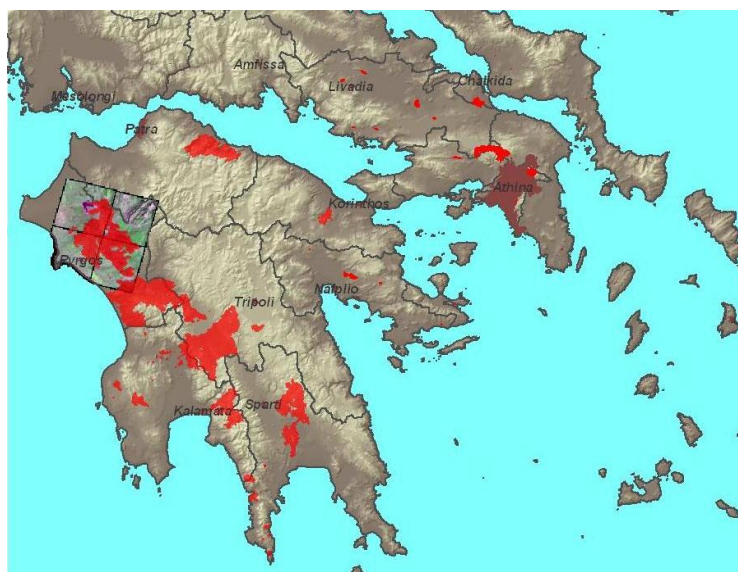 Amfissa
Livadia
Chalkida
Mesolongi
Patra
Athina
Korinthos
Pyrgos
Nafplio
Tripoli
Kalamata
Sparti